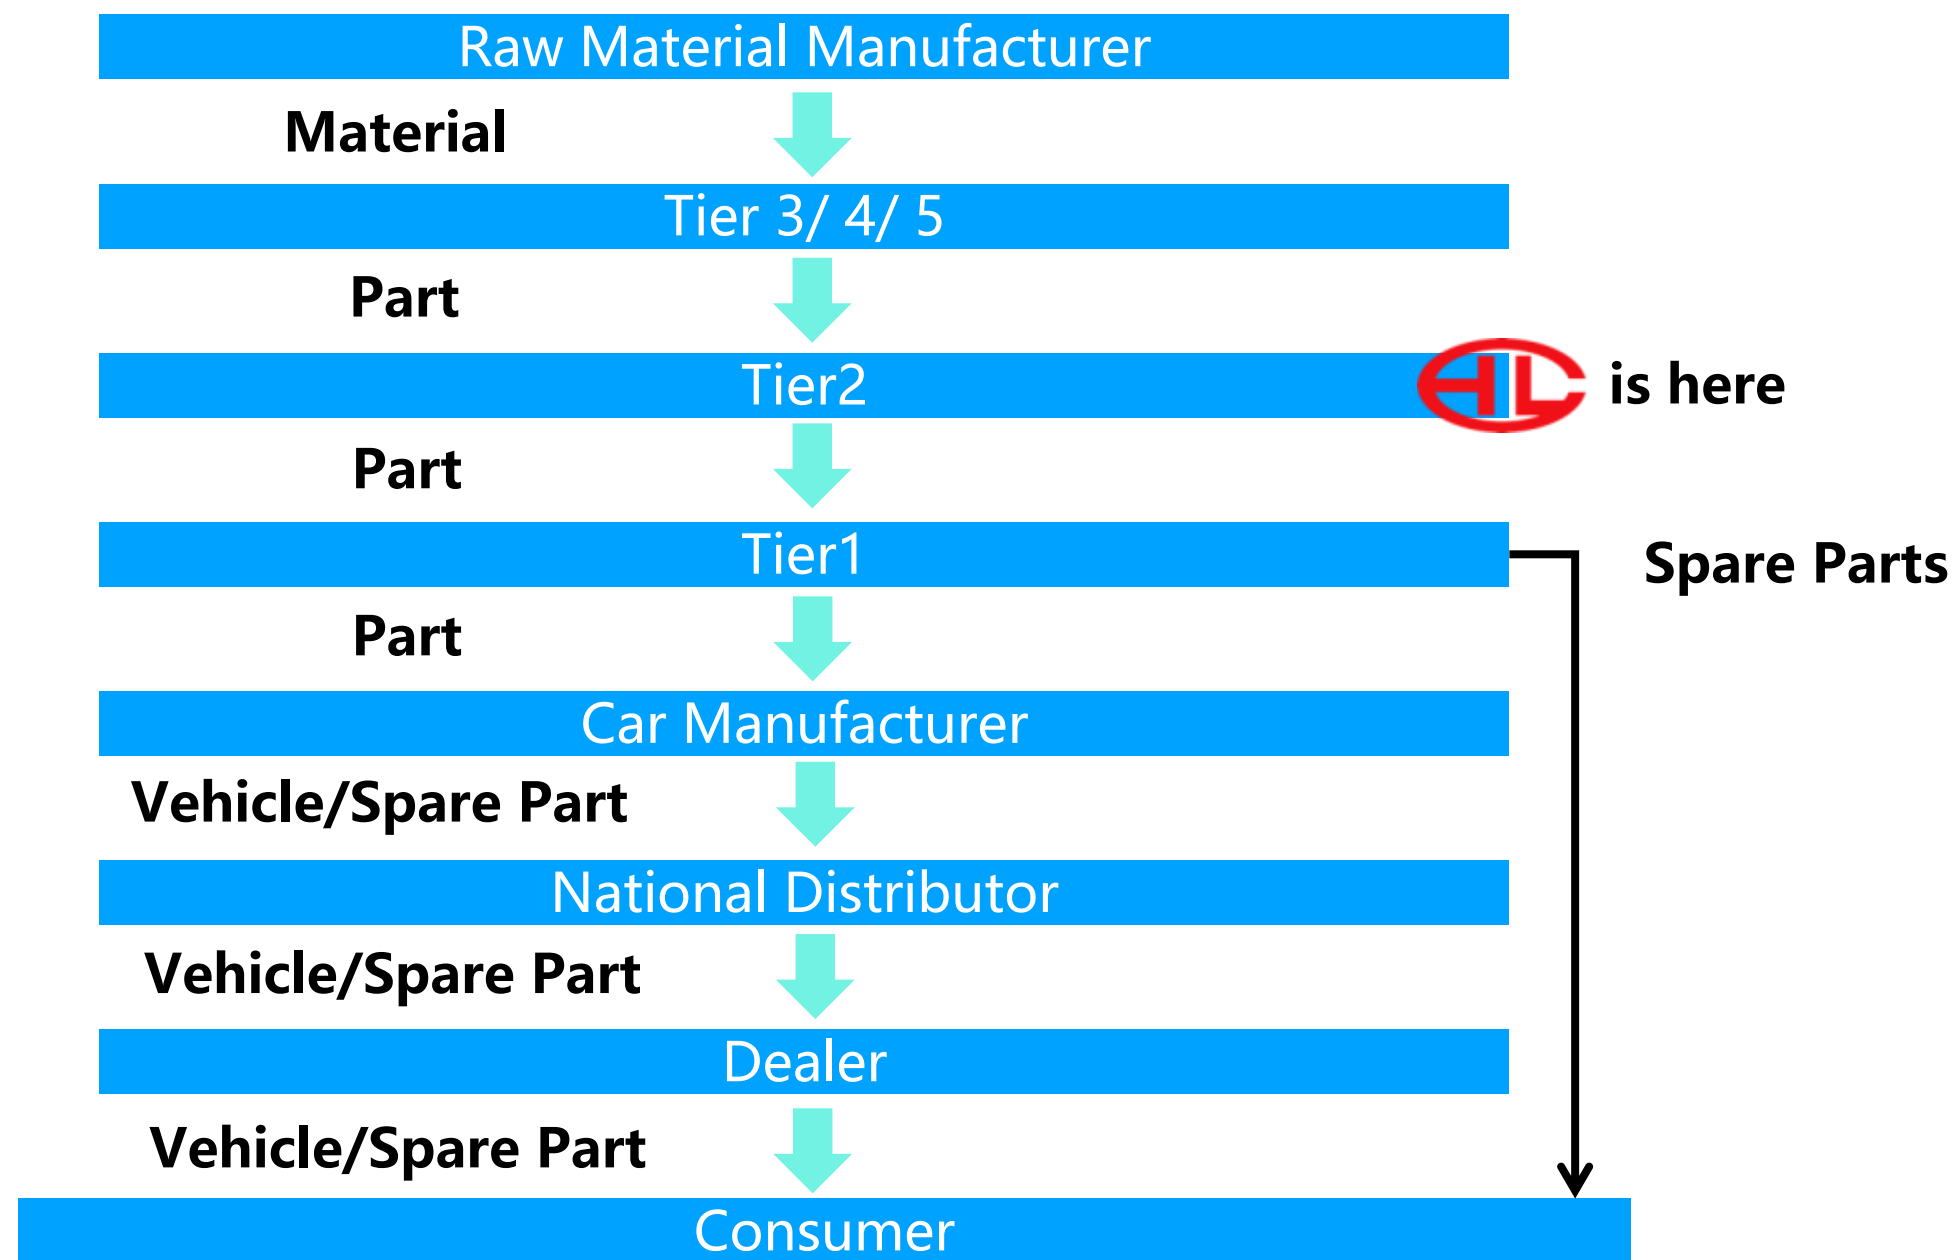 Raw Material Manufacturer
Material
Tier 3/ 4/ 5
Part
Tier2
is here
Part
Tier1
Spare Parts
Part
Car Manufacturer
Vehicle/Spare Part
National Distributor
Vehicle/Spare Part
Dealer
Vehicle/Spare Part
Consumer